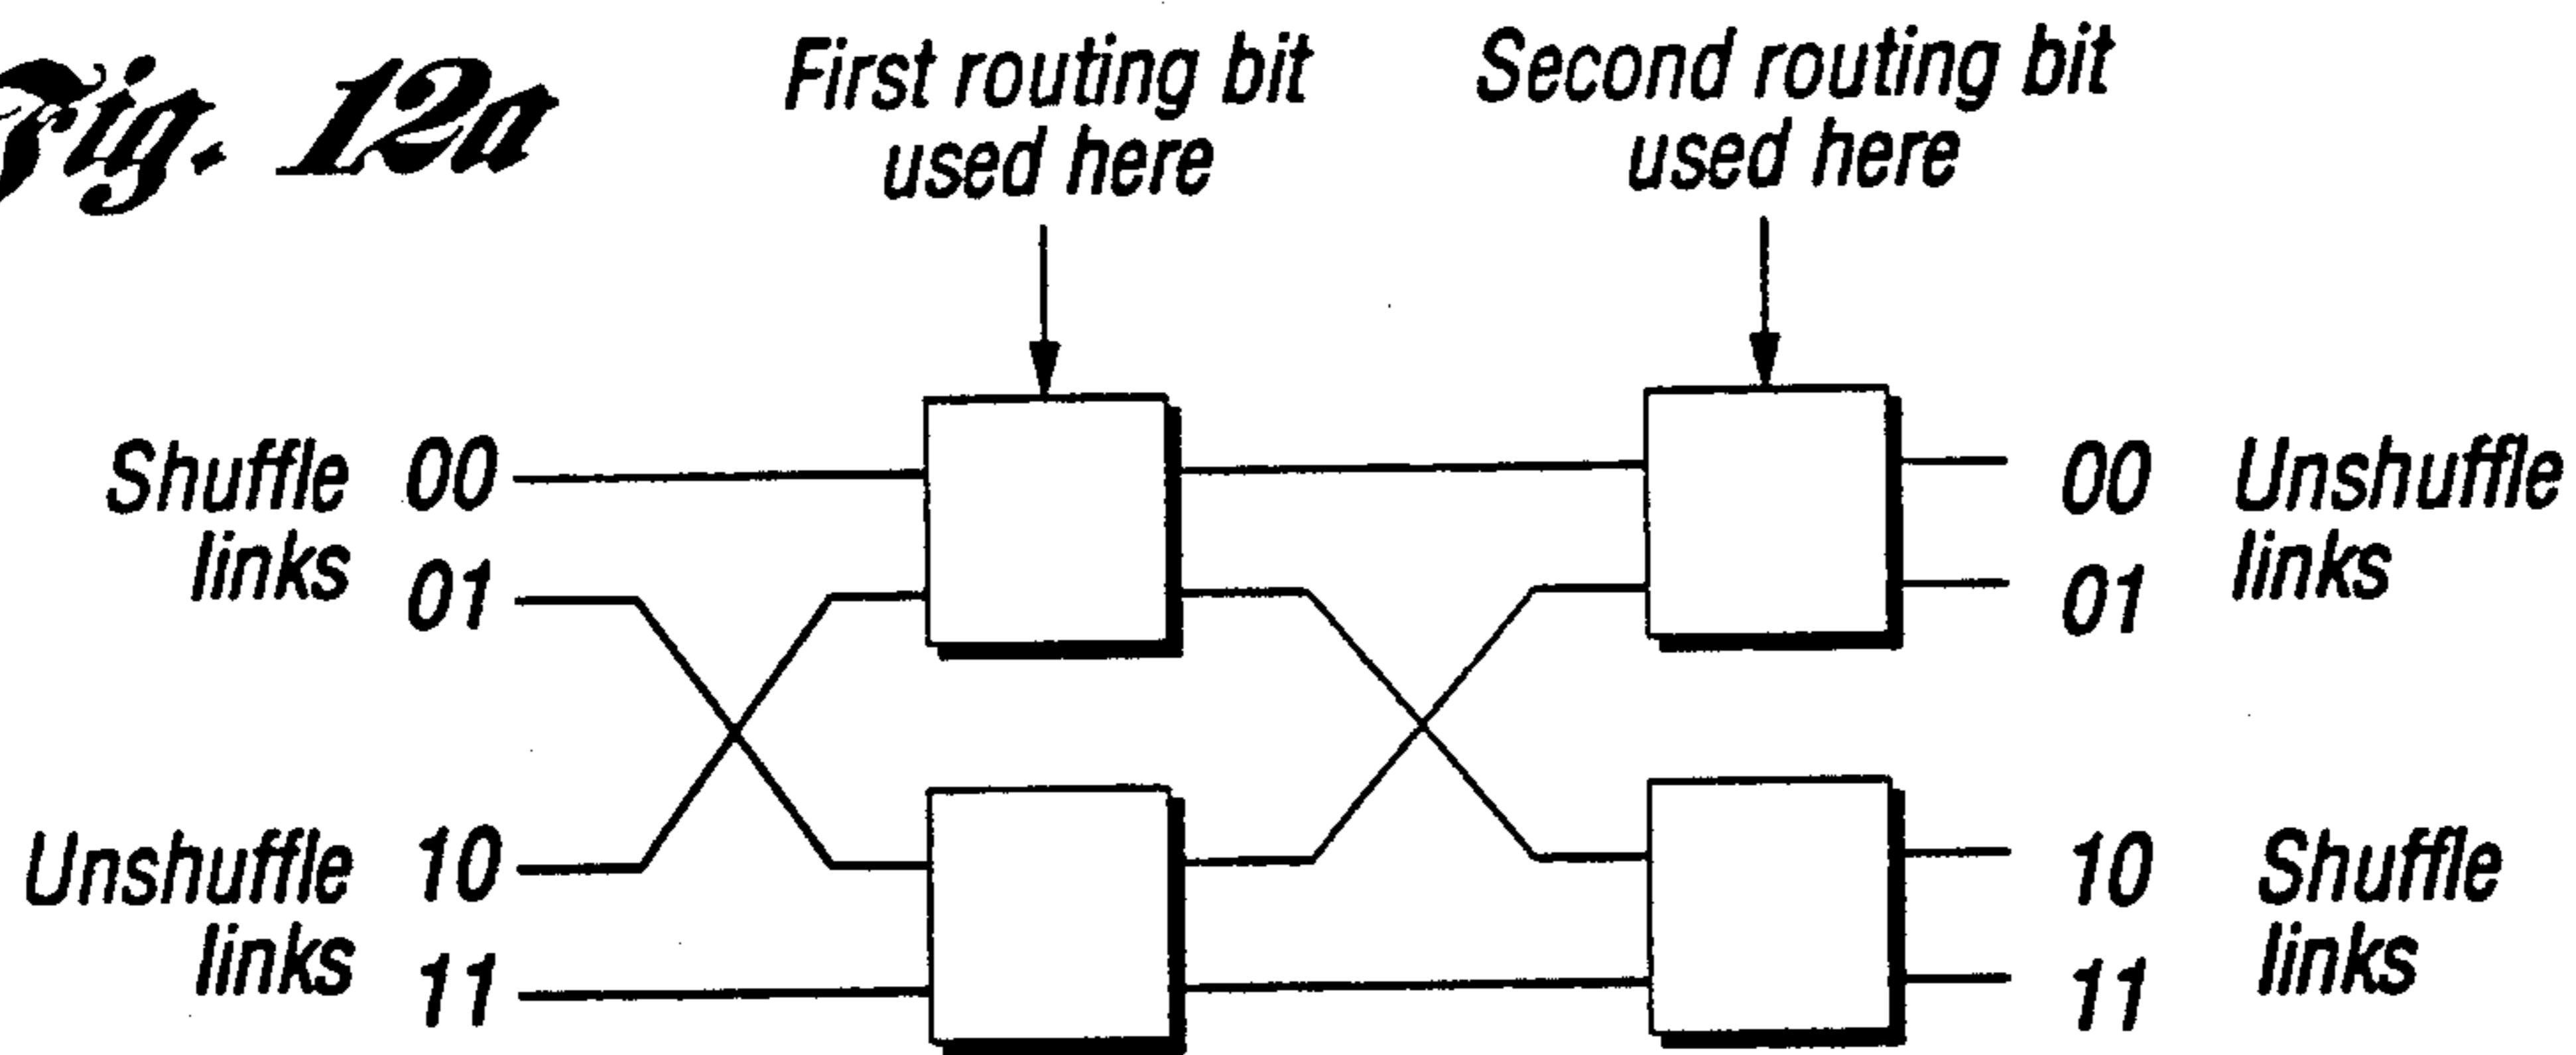 Fig. 12a
First routing bit
used here
Second routing bit
used here
Shuffle 00
links 01
Unshuffle 10
links 11
00 Unshuffle
01 links
10 Shuffle
11 links